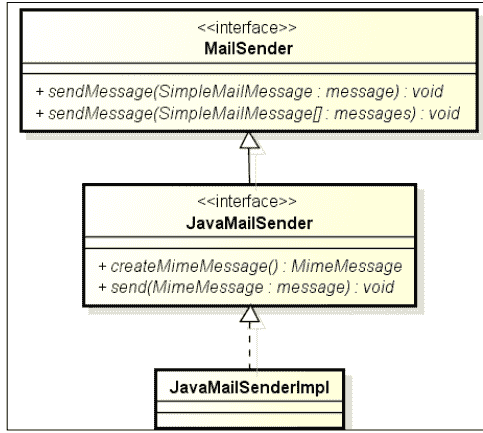 <<interface>>
MailSender
+ sendMessage(SimpleMailMessage : message) : void
+ sendMessage(SimpleMailMessage[] : messages) : void
<<interface>>
JavaMailSender
+ createMimeMessage() : MimeMessage
+ send(MimeMessage : message) : void
JavaMailSenderImpl